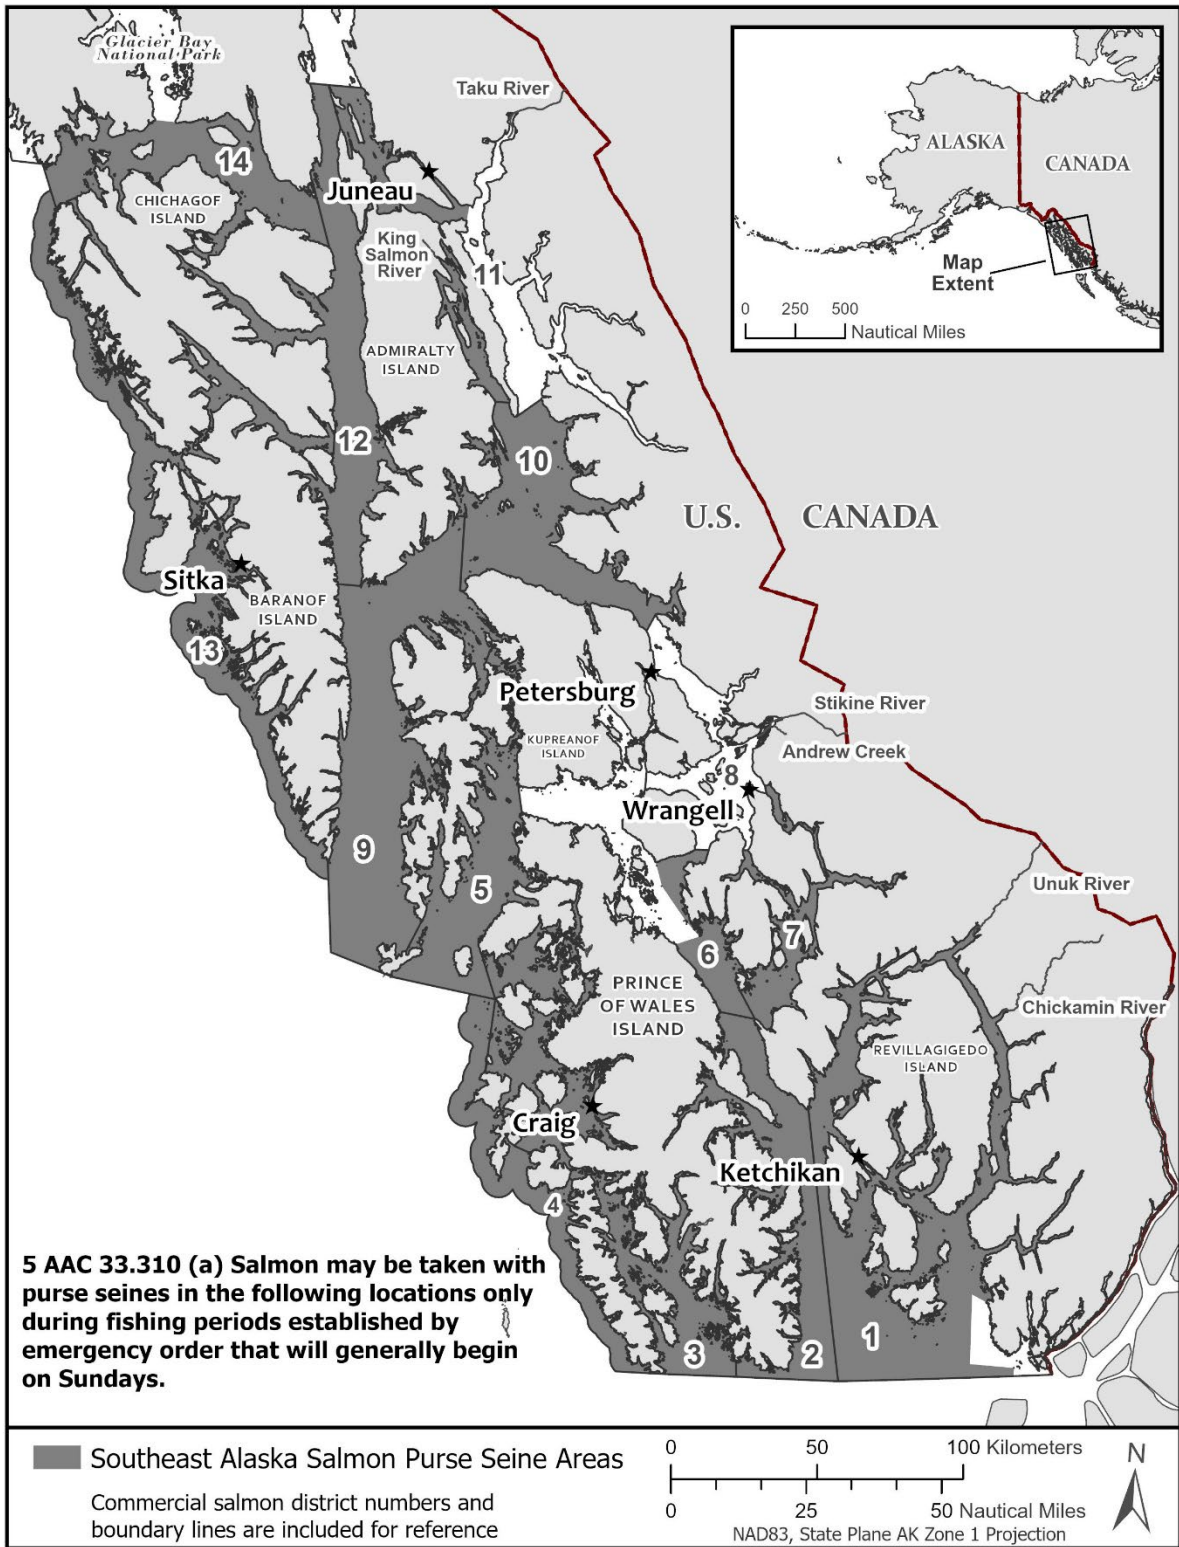 Glacier Bay
National Park
Taku River
ALASKA
CANADA
Map
Extent
0 250 500
Nautical Miles
14
Juneau
CHICHAGOF
ISLAND
King
Salmon
River
11
ADMIRALTY
ISLAND
12
10
U.S. CANADA
Sitka
BARANOF
ISLAND
13
Petersburg
Stikine River
KUPREANOF
ISLAND
Andrew Creek
8
Wrangell
9
5
Unuk River
7
6
PRINCE
OF WALES
ISLAND
Chickamin River
REVILLAGIGEDO
ISLAND
Craig
Ketchikan
4
5 AAC 33.310 (a) Salmon may be taken with
purse seines in the following locations only
during fishing periods established by
emergency order that will generally begin
on Sundays.
3
2
1
Southeast Alaska Salmon Purse Seine Areas
Commercial salmon district numbers and
boundary lines are included for reference
0 50 100 Kilometers
0 25 50 Nautical Miles
NAD83, State Plane AK Zone 1 Projection
N